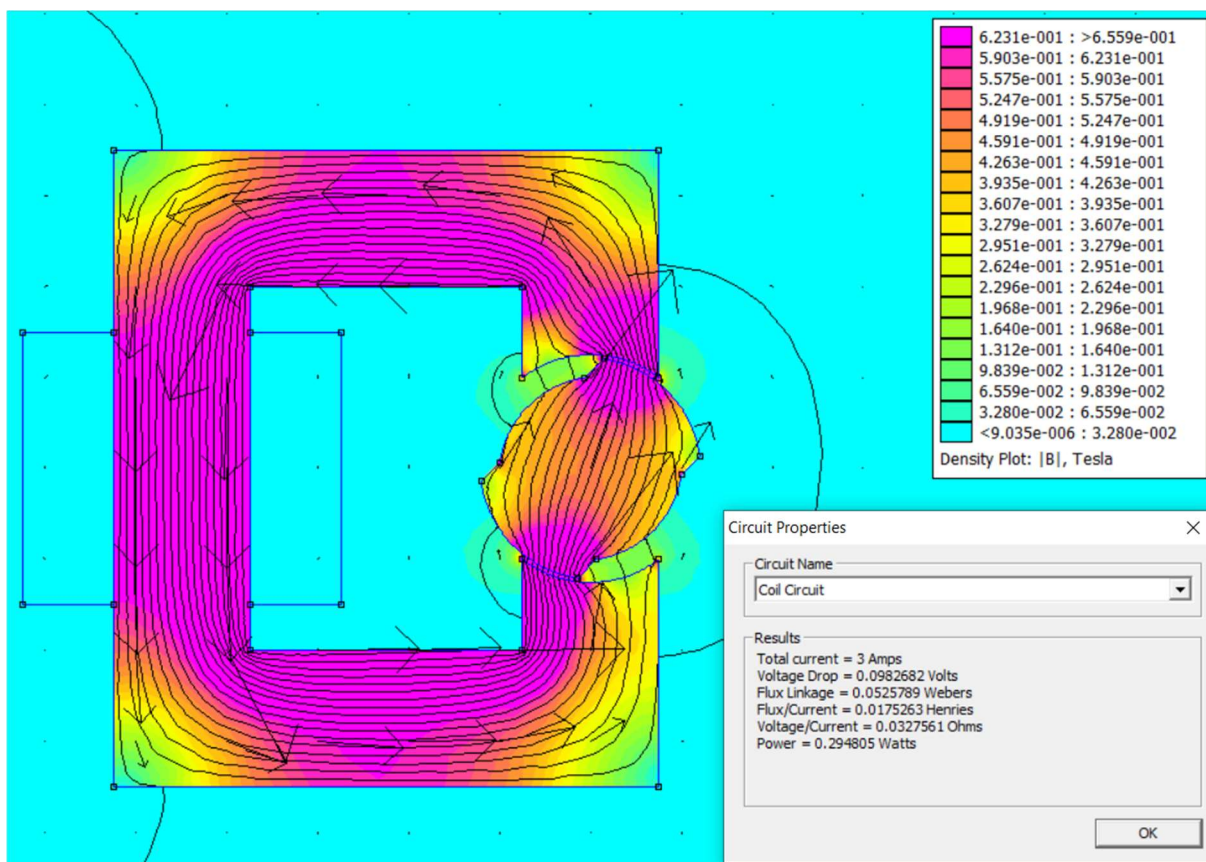 6.231e-001 : >6.559e-001
5.903e-001 : 6.231e-001
5.575e-001 : 5.903e-001
5.247e-001 : 5.575e-001
4.919e-001 : 5.247e-001
4.591e-001 : 4.919e-001
4.263e-001 : 4.591e-001
3.935e-001 : 4.263e-001
3.607e-001 : 3.935e-001
3.279e-001 : 3.607e-001
2.951e-001 : 3.279e-001
2.624e-001 : 2.951e-001
2.296e-001 : 2.624e-001
1.968e-001 : 2.296e-001
1.640e-001 : 1.968e-001
1.312e-001 : 1.640e-001
9.839e-002 : 1.312e-001
6.559e-002 : 9.839e-002
3.280e-002 : 6.559e-002
<9.035e-006 : 3.280e-002
Density Plot: |B|, Tesla
Circuit Properties
Circuit Name
Coil Circuit
Results
Total current = 3 Amps
Voltage Drop = 0.0982682 Volts
Flux Linkage = 0.0525789 Webers
Flux/Current = 0.0175263 Henries
Voltage/Current = 0.0327561 Ohms
Power = 0.294805 Watts
OK